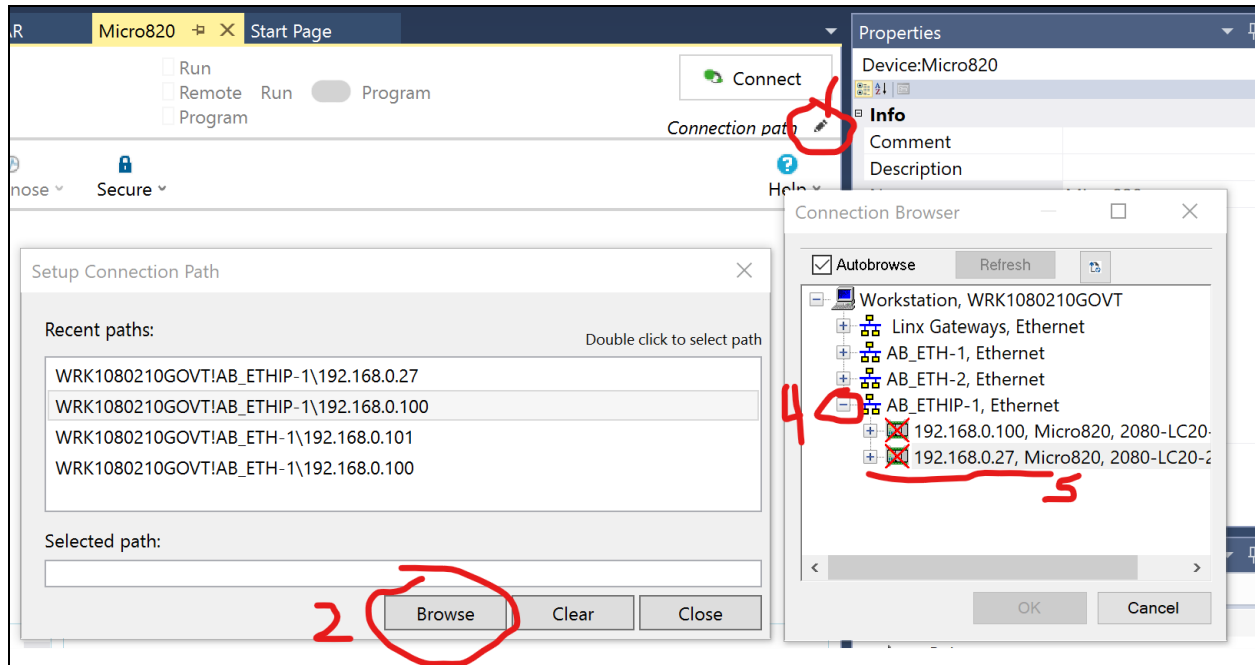 AR
Micro820
Start Page
Properties
Run
Remote Run Program
Program
Connect
1
Connection path
Device:Micro820
Info
Comment
Description
nose
Secure
Help
Setup Connection Path
Recent paths:
Double click to select path
WRK1080210GOVT!AB_ETHIP-1\192.168.0.27
WRK1080210GOVT!AB_ETHIP-1\192.168.0.100
WRK1080210GOVT!AB_ETH-1\192.168.0.101
WRK1080210GOVT!AB_ETH-1\192.168.0.100
Selected path:
2
Browse
Clear
Close
Connection Browser
Autobrowse
Refresh
Workstation, WRK1080210GOVT
Linx Gateways, Ethernet
AB_ETH-1, Ethernet
AB_ETH-2, Ethernet
4
AB_ETHIP-1, Ethernet
192.168.0.100, Micro820, 2080-LC20-
192.168.0.27, Micro820, 2080-LC20-2
5
OK
Cancel